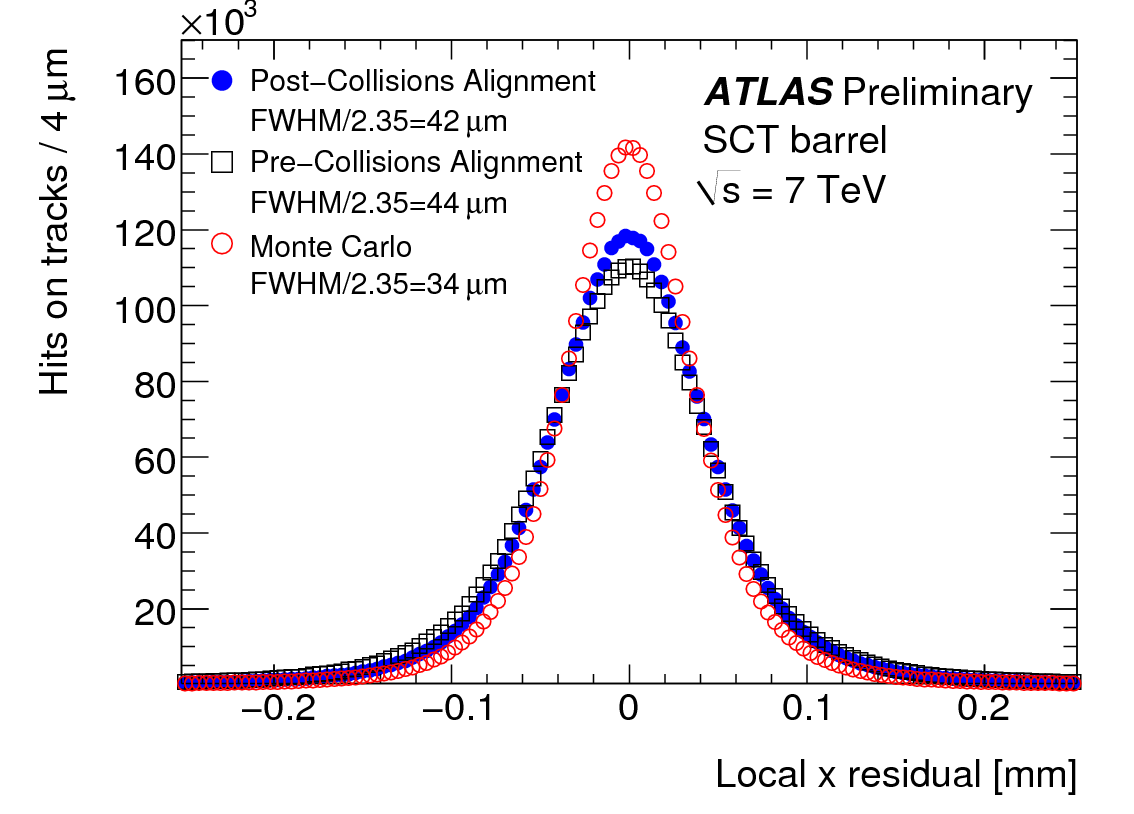 ×10³
Hits on tracks / 4 μm
160
140
120
100
80
60
40
20
Post−Collisions Alignment
FWHM/2.35=42 μm
Pre−Collisions Alignment
FWHM/2.35=44 μm
Monte Carlo
FWHM/2.35=34 μm
ATLAS Preliminary
SCT barrel
√s = 7 TeV
−0.2 −0.1 0 0.1 0.2
Local x residual [mm]